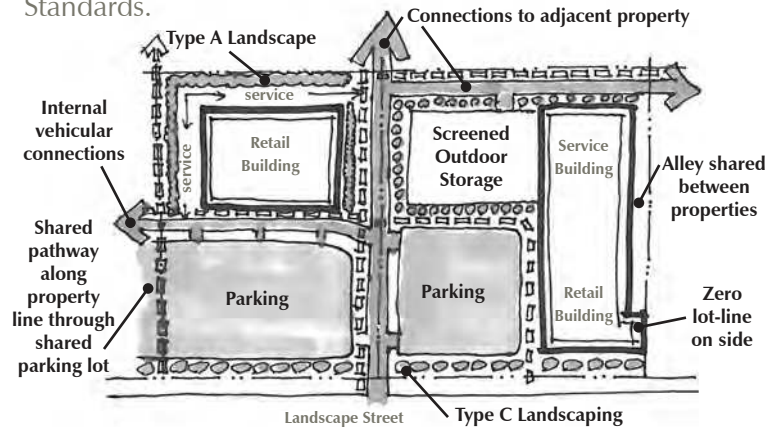 Standards.
Connections to adjacent property
Type A Landscape
service
Internal
vehicular
connections
service
Retail
Building
Screened
Outdoor
Storage
Service
Building
Alley shared
between
properties
Shared
pathway
along
property
line through
shared
parking lot
Parking
Parking
Retail
Building
Zero
lot-line
on side
Landscape Street
Type C Landscaping